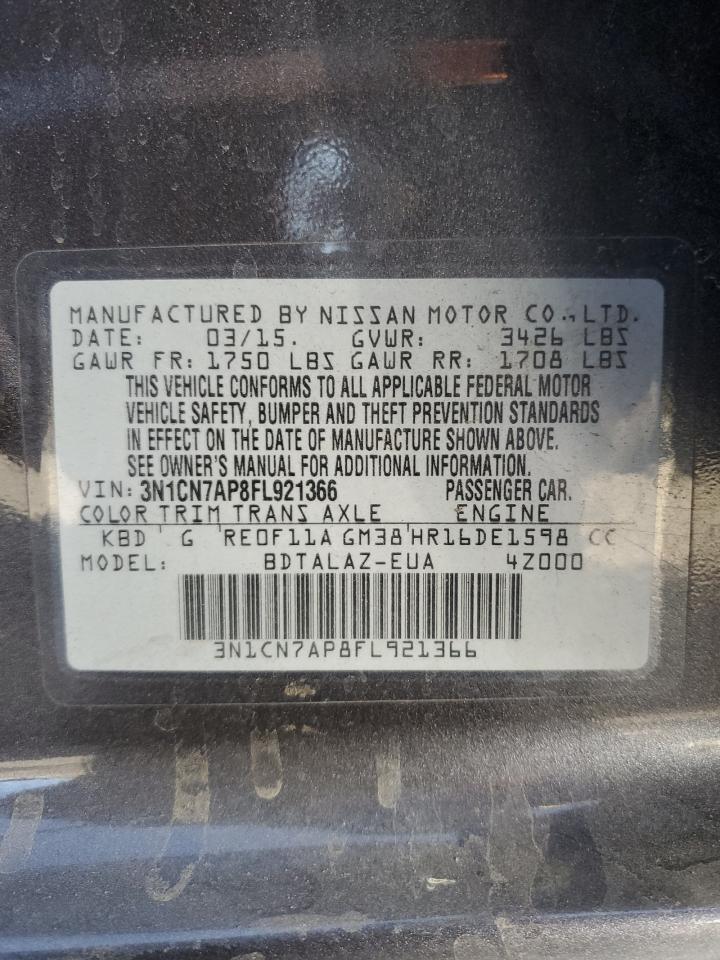 MANUFACTURED BY NISSAN MOTOR CO., LTD.
DATE: 03/15. GVWR: 3426 LBS
GAWR FR: 1750 LBS GAWR RR: 1708 LBS
THIS VEHICLE CONFORMS TO ALL APPLICABLE FEDERAL MOTOR
VEHICLE SAFETY, BUMPER AND THEFT PREVENTION STANDARDS
IN EFFECT ON THE DATE OF MANUFACTURE SHOWN ABOVE.
SEE OWNER'S MANUAL FOR ADDITIONAL INFORMATION.
VIN: 3N1CN7AP8FL921366 PASSENGER CAR.
COLOR TRIM TRANS AXLE ENGINE
KBD G RE0F11A GM38 HR16DE1598 CC
MODEL: BDTALAZ-EUA 4Z000
3N1CN7AP8FL921366